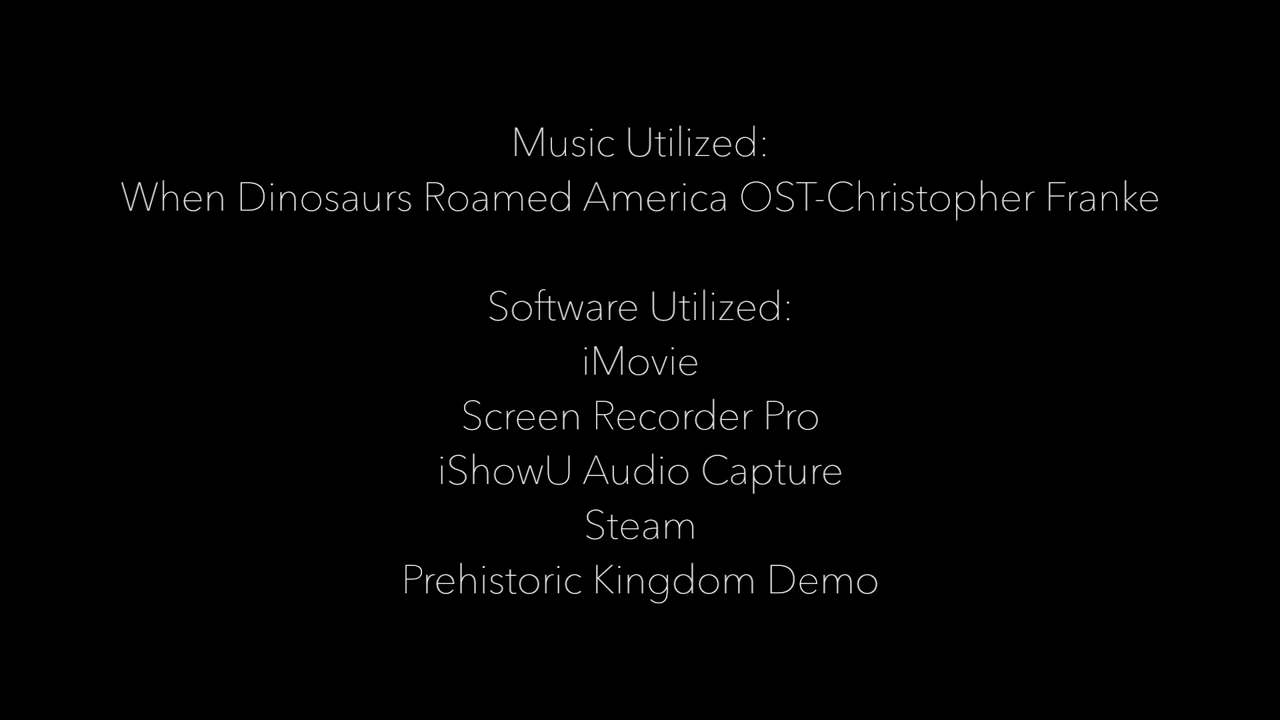 Music Utilized:
When Dinosaurs Roamed America OST-Christopher Franke
Software Utilized:
iMovie
Screen Recorder Pro
iShowU Audio Capture
Steam
Prehistoric Kingdom Demo